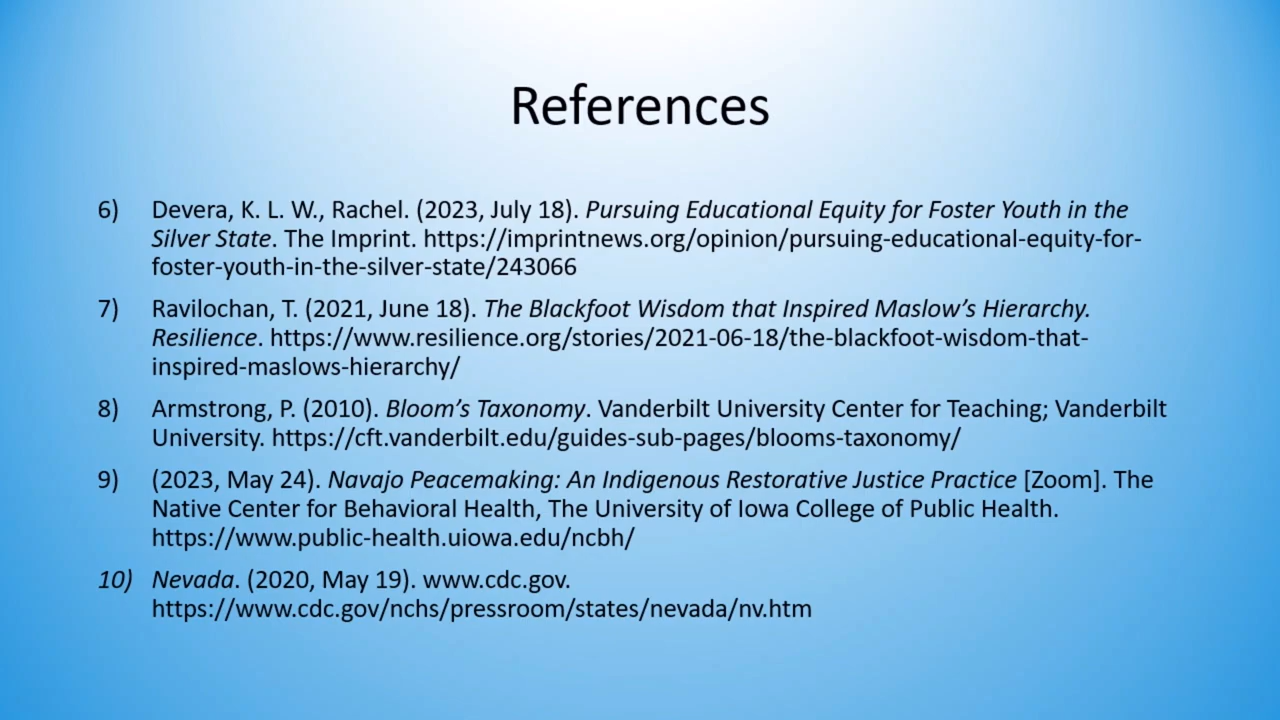 References
6) Devera, K. L. W., Rachel. (2023, July 18). Pursuing Educational Equity for Foster Youth in the
Silver State. The Imprint. https://imprintnews.org/opinion/pursuing-educational-equity-for-
foster-youth-in-the-silver-state/243066
7) Ravilochan, T. (2021, June 18). The Blackfoot Wisdom that Inspired Maslow’s Hierarchy.
Resilience. https://www.resilience.org/stories/2021-06-18/the-blackfoot-wisdom-that-
inspired-maslows-hierarchy/
8) Armstrong, P. (2010). Bloom’s Taxonomy. Vanderbilt University Center for Teaching; Vanderbilt
University. https://cft.vanderbilt.edu/guides-sub-pages/blooms-taxonomy/
9) (2023, May 24). Navajo Peacemaking: An Indigenous Restorative Justice Practice [Zoom]. The
Native Center for Behavioral Health, The University of Iowa College of Public Health.
https://www.public-health.uiowa.edu/ncbh/
10) Nevada. (2020, May 19). www.cdc.gov.
https://www.cdc.gov/nchs/pressroom/states/nevada/nv.htm